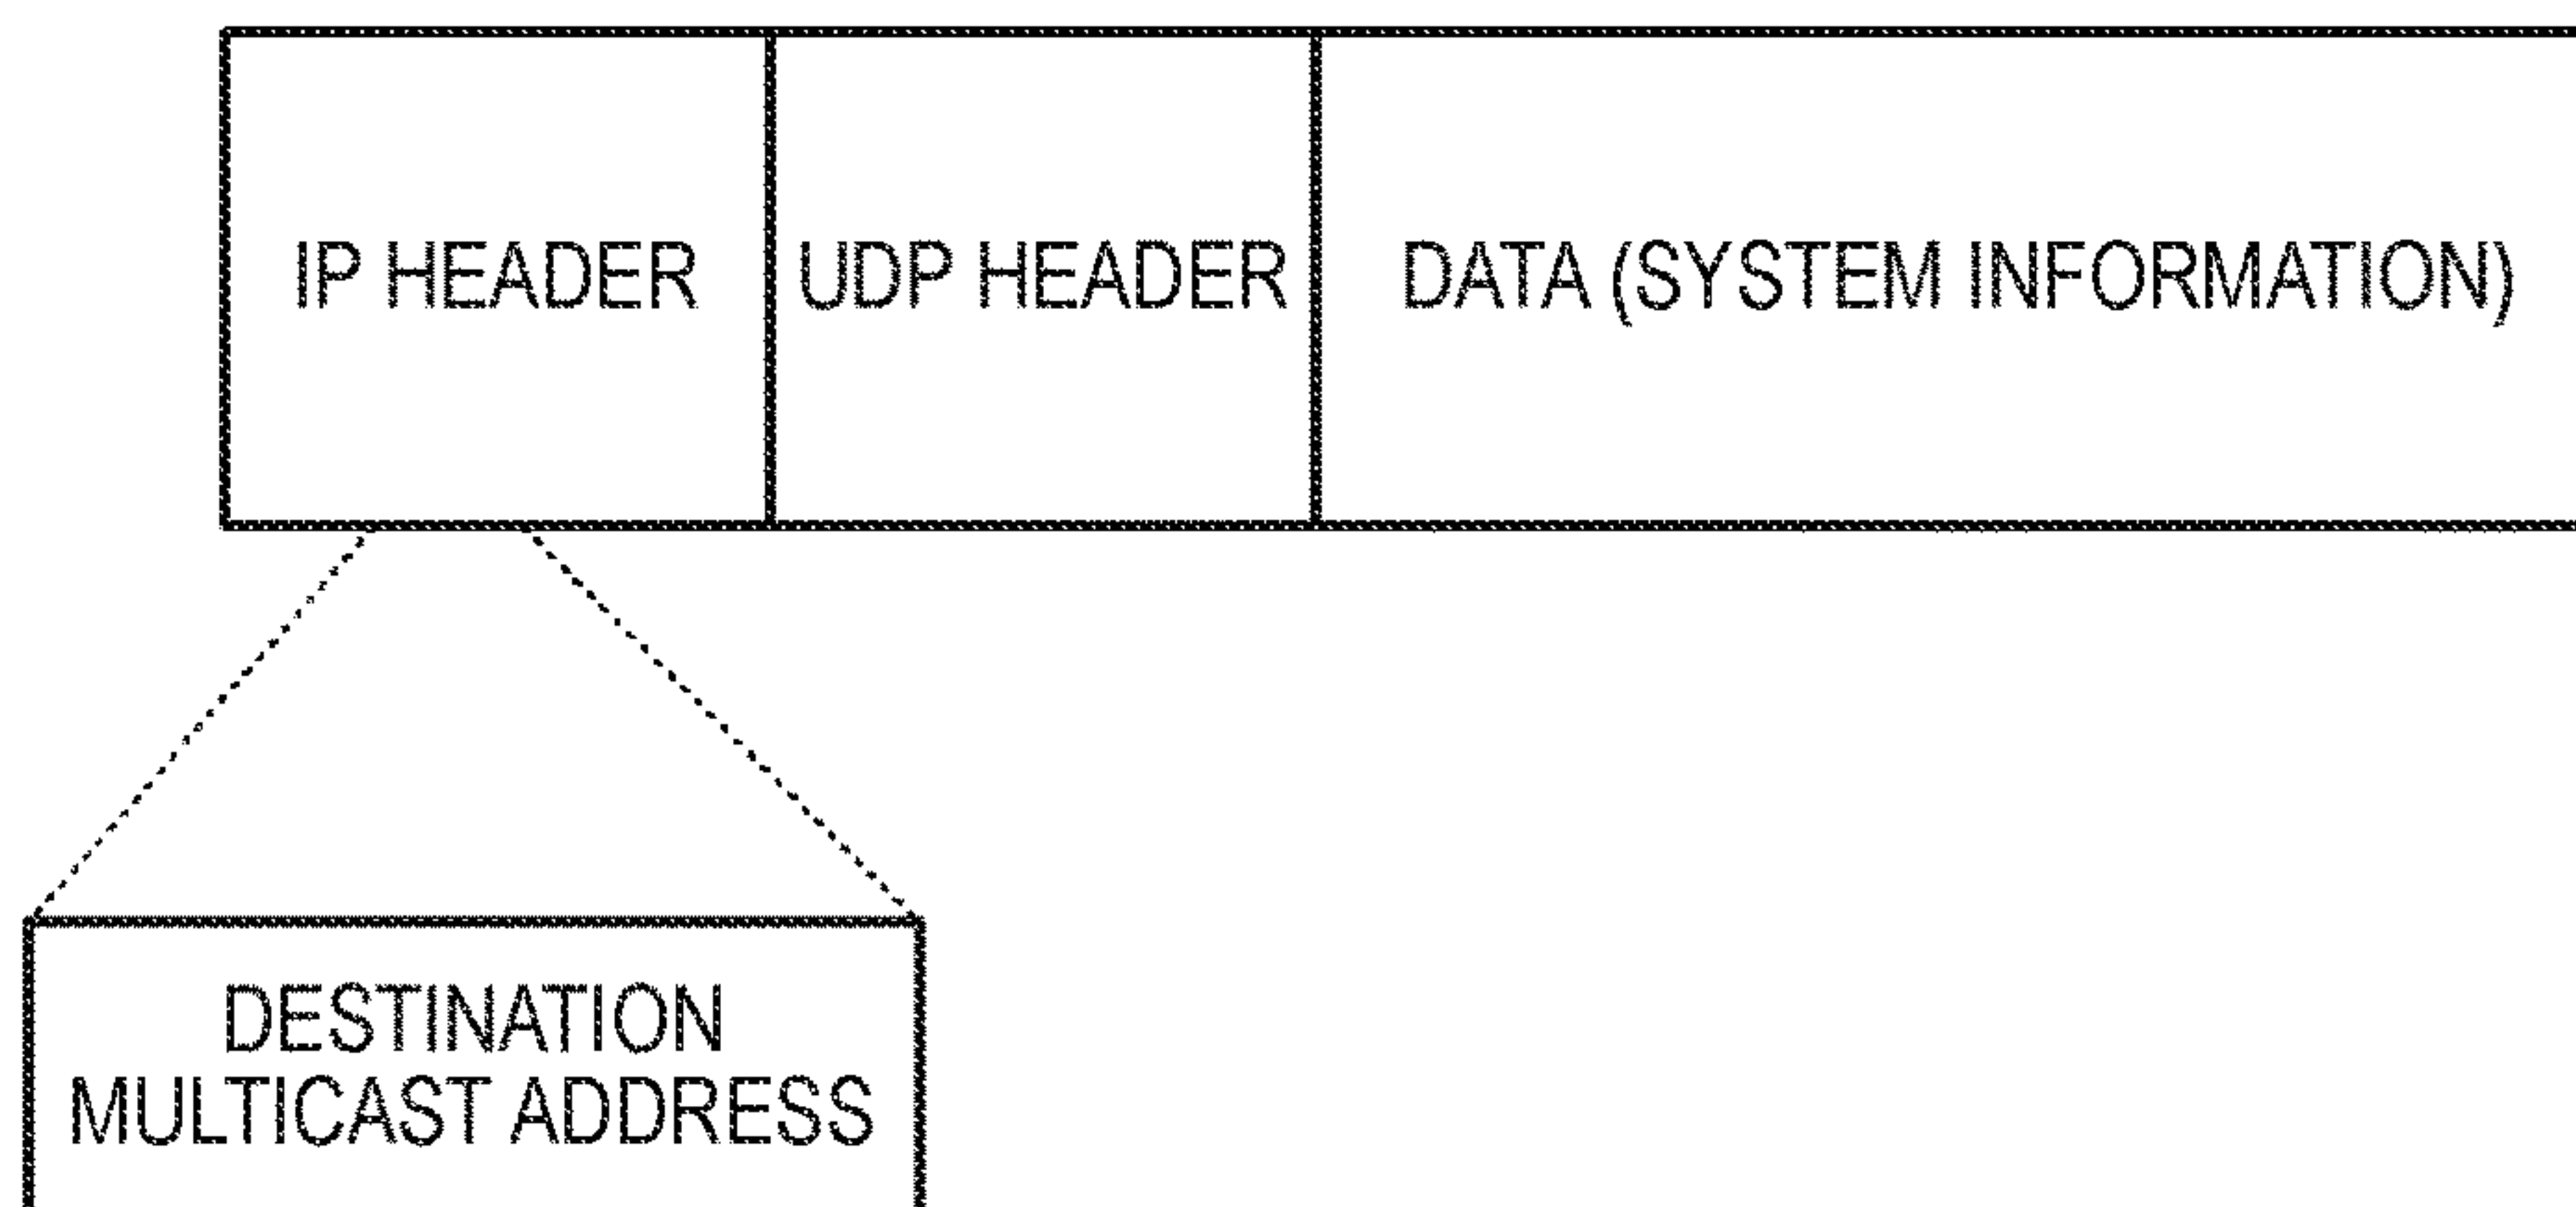 IP HEADER
UDP HEADER
DATA (SYSTEM INFORMATION)
DESTINATION
MULTICAST ADDRESS